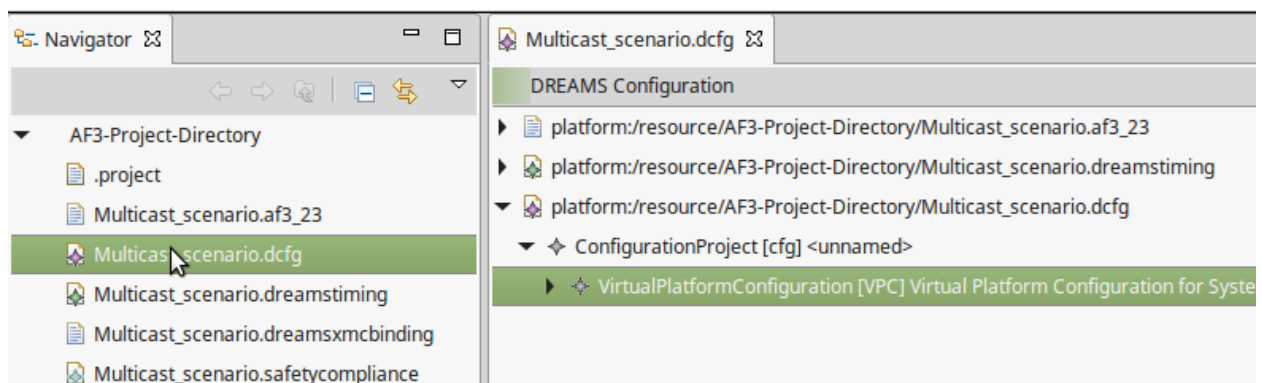 Navigator
AF3-Project-Directory
.project
Multicast_scenario.af3_23
Multicast_scenario.dcfg
Multicast_scenario.dreamstiming
Multicast_scenario.dreamsxmcbinding
Multicast_scenario.safetycompliance
Multicast_scenario.dcfg
DREAMS Configuration
platform:/resource/AF3-Project-Directory/Multicast_scenario.af3_23
platform:/resource/AF3-Project-Directory/Multicast_scenario.dreamstiming
platform:/resource/AF3-Project-Directory/Multicast_scenario.dcfg
ConfigurationProject [cfg] <unnamed>
VirtualPlatformConfiguration [VPC] Virtual Platform Configuration for Syste